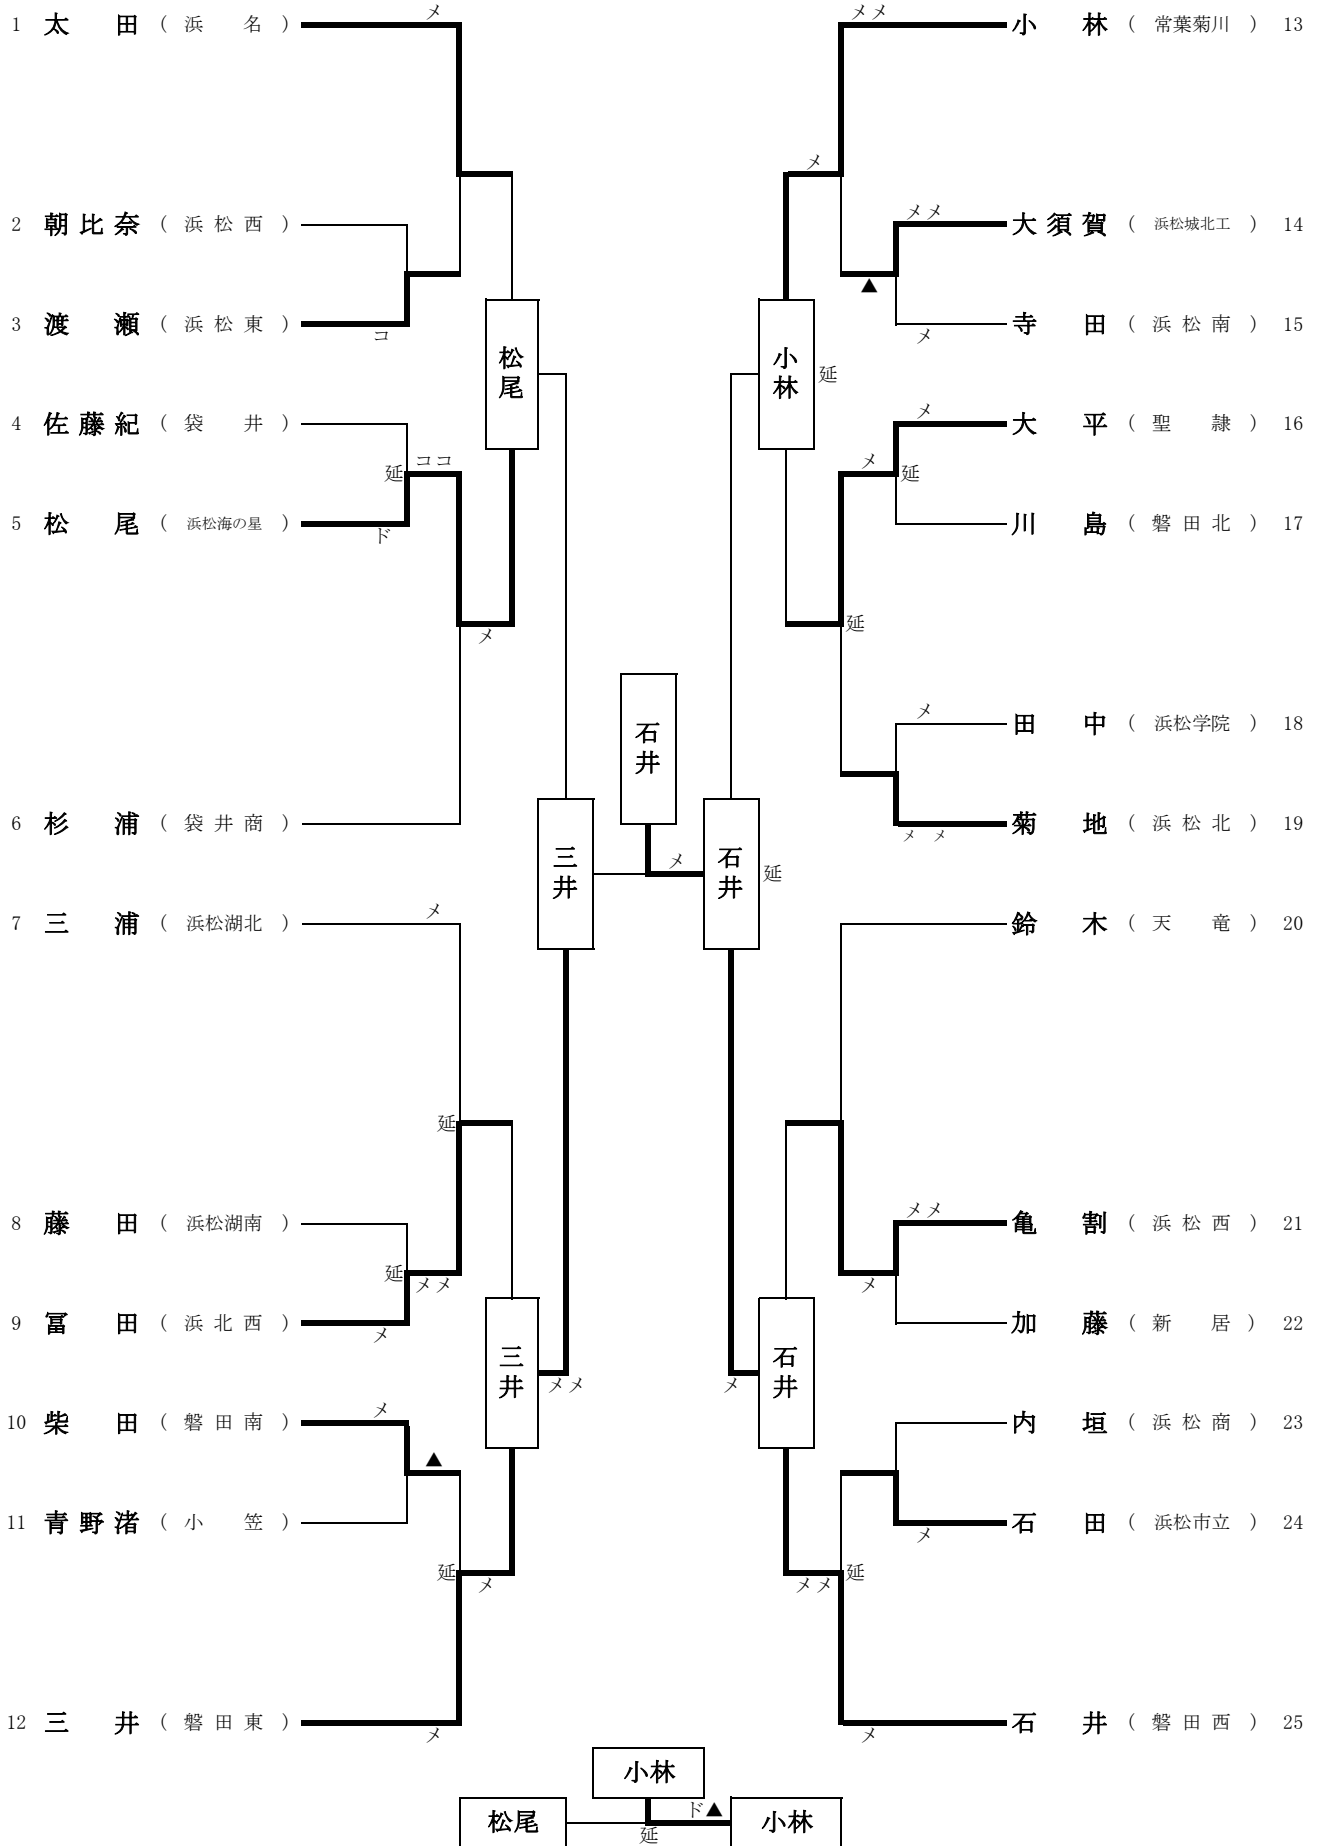 1 太田 ( 浜名 )
メ
2 朝比奈 ( 浜松西 )
3 渡瀬 ( 浜松東 )
コ
4 佐藤紀 ( 袋井 )
延 ココ
5 松尾 ( 浜松海の星 )
ド
メ
6 杉浦 ( 袋井商 )
7 三浦 ( 浜松湖北 )
メ
延
8 藤田 ( 浜松湖南 )
延 メメ
9 冨田 ( 浜北西 )
メ
10 柴田 ( 磐田南 )
メ
▲
11 青野渚 ( 小笠 )
延 メ
12 三井 ( 磐田東 )
メ
松尾
三井
メメ
三井
石井
メ
石井 延
小林 延
石井
メ
メメ
小林 ( 常葉菊川 ) 13
メ
メメ
大須賀 ( 浜松城北工 ) 14
▲
寺田 ( 浜松南 ) 15
メ
メ
大平 ( 聖隷 ) 16
メ 延
川島 ( 磐田北 ) 17
延
メ
田中 ( 浜松学院 ) 18
菊地 ( 浜松北 ) 19
メメ
鈴木 ( 天竜 ) 20
メメ
亀割 ( 浜松西 ) 21
メ
加藤 ( 新居 ) 22
内垣 ( 浜松商 ) 23
石田 ( 浜松市立 ) 24
メ
メメ 延
石井 ( 磐田西 ) 25
メ
小林
松尾 延 ド▲ 小林